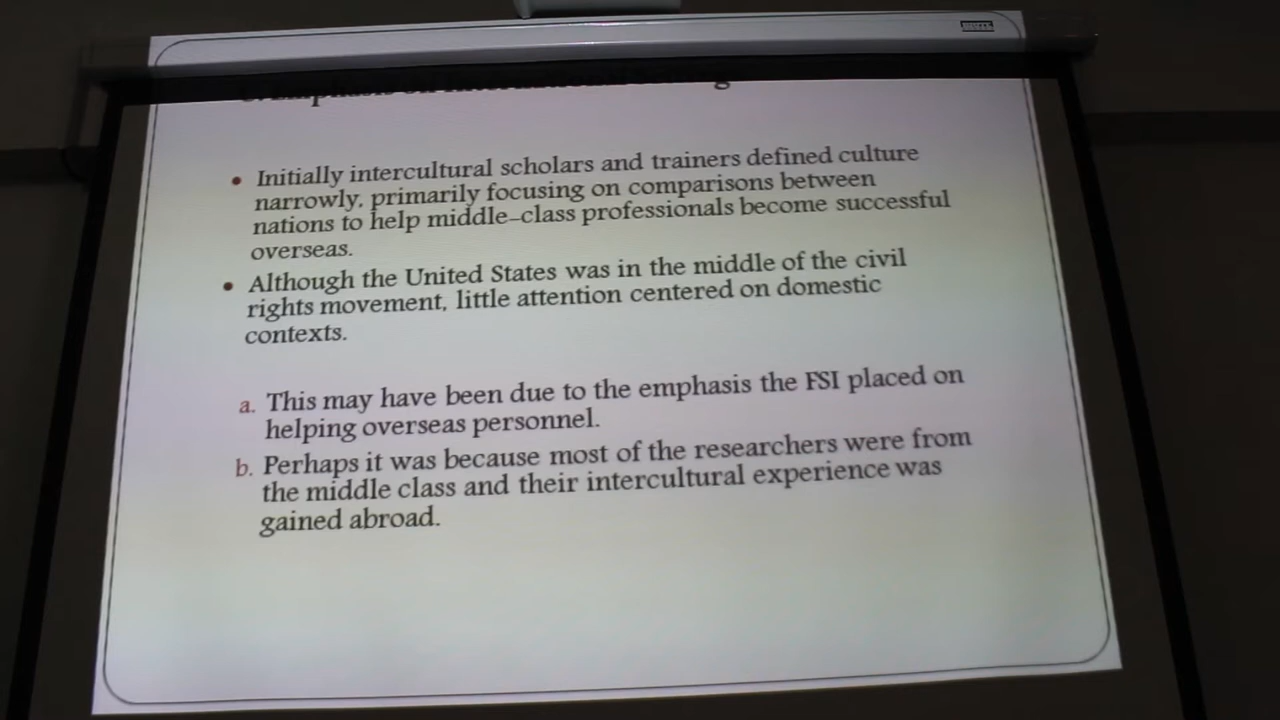 • Initially intercultural scholars and trainers defined culture
narrowly, primarily focusing on comparisons between
nations to help middle-class professionals become successful
overseas.
• Although the United States was in the middle of the civil
rights movement, little attention centered on domestic
contexts.
a. This may have been due to the emphasis the FSI placed on
helping overseas personnel.
b. Perhaps it was because most of the researchers were from
the middle class and their intercultural experience was
gained abroad.